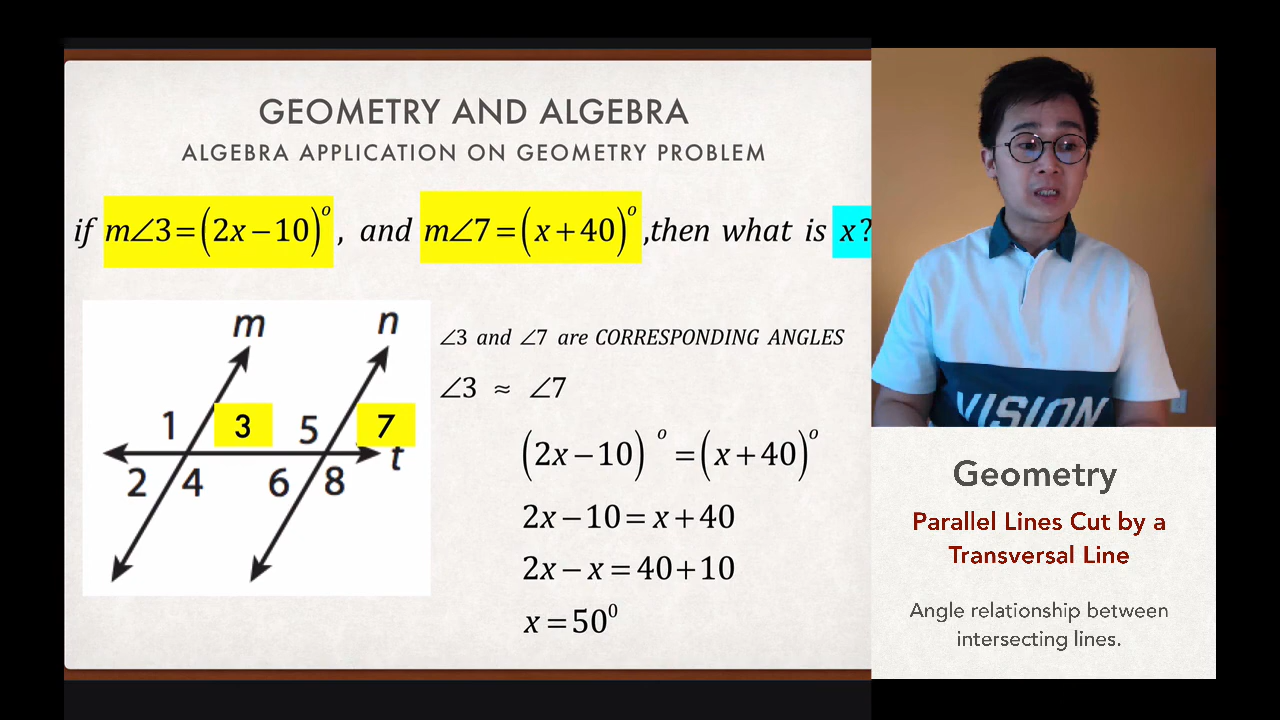 GEOMETRY AND ALGEBRA
ALGEBRA APPLICATION ON GEOMETRY PROBLEM
if m∠3=(2x−10)°, and m∠7=(x+40)°,then what is x?
m n
1 3 5 7
t
2 4 6 8
∠3 and ∠7 are CORRESPONDING ANGLES
∠3 ≈ ∠7
(2x−10)° =(x+40)°
2x−10=x+40
2x−x=40+10
x=50⁰
VISION
Geometry
Parallel Lines Cut by a
Transversal Line
Angle relationship between
intersecting lines.